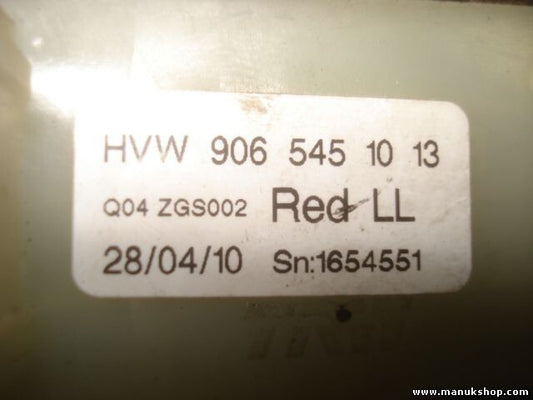 HVW 906 545 10 13
Q04 ZGS002 Red LL
28/04/10 Sn:1654551
www.manukshop.com